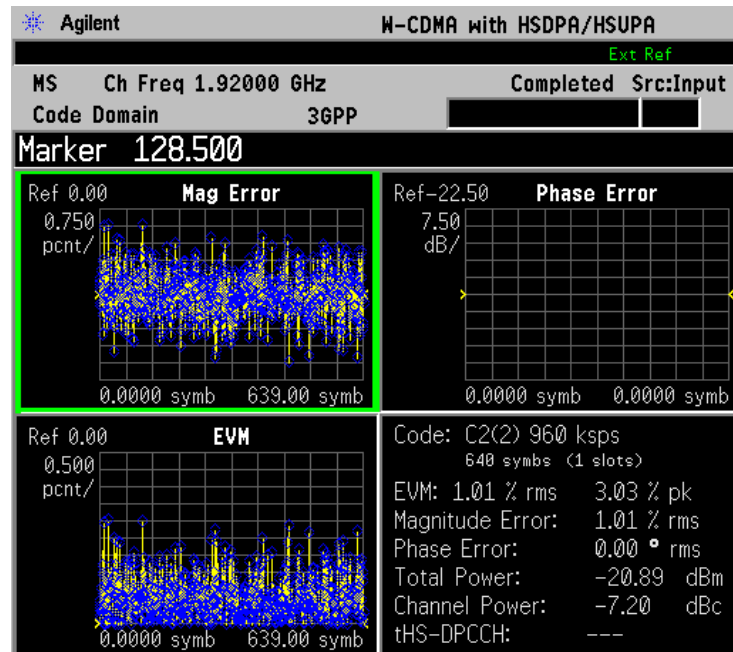 Agilent W-CDMA with HSDPA/HSUPA
Ext Ref
MS Ch Freq 1.92000 GHz Completed Src:Input
Code Domain 3GPP
Marker 128.500
Ref 0.00 Mag Error
0.750
pcnt/
0.0000 symb 639.00 symb
Ref-22.50 Phase Error
7.50
dB/
0.0000 symb 0.0000 symb
Ref 0.00 EVM
0.500
pcnt/
0.0000 symb 639.00 symb
Code: C2(2) 960 ksps
640 symbs (1 slots)
EVM: 1.01 % rms 3.03 % pk
Magnitude Error: 1.01 % rms
Phase Error: 0.00 ° rms
Total Power: -20.89 dBm
Channel Power: -7.20 dBc
tHS-DPCCH: ---